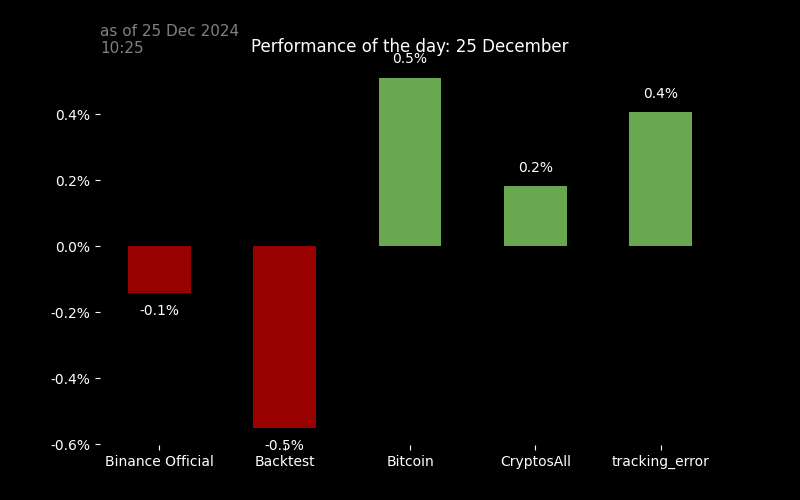 as of 25 Dec 2024
10:25
Performance of the day: 25 December
0.5%
0.4%
0.4%
0.2%
0.2%
0.0%
-0.2%
-0.1%
-0.4%
-0.6%
-0.5%
Binance Official
Backtest
Bitcoin
CryptosAll
tracking_error